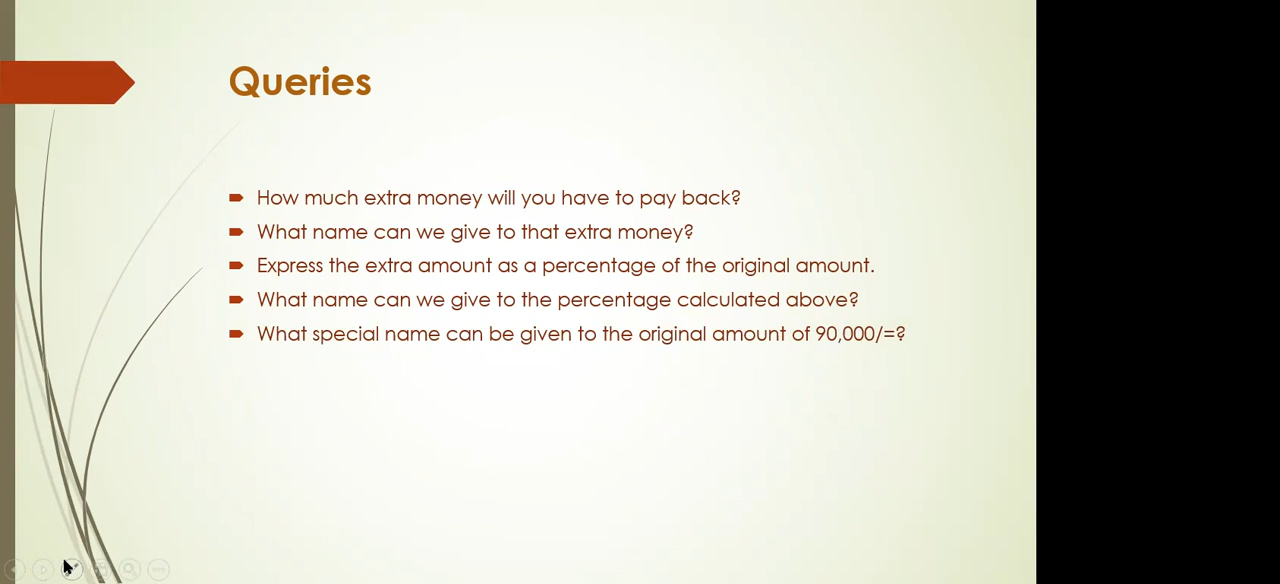 Queries
How much extra money will you have to pay back?
What name can we give to that extra money?
Express the extra amount as a percentage of the original amount.
What name can we give to the percentage calculated above?
What special name can be given to the original amount of 90,000/=?